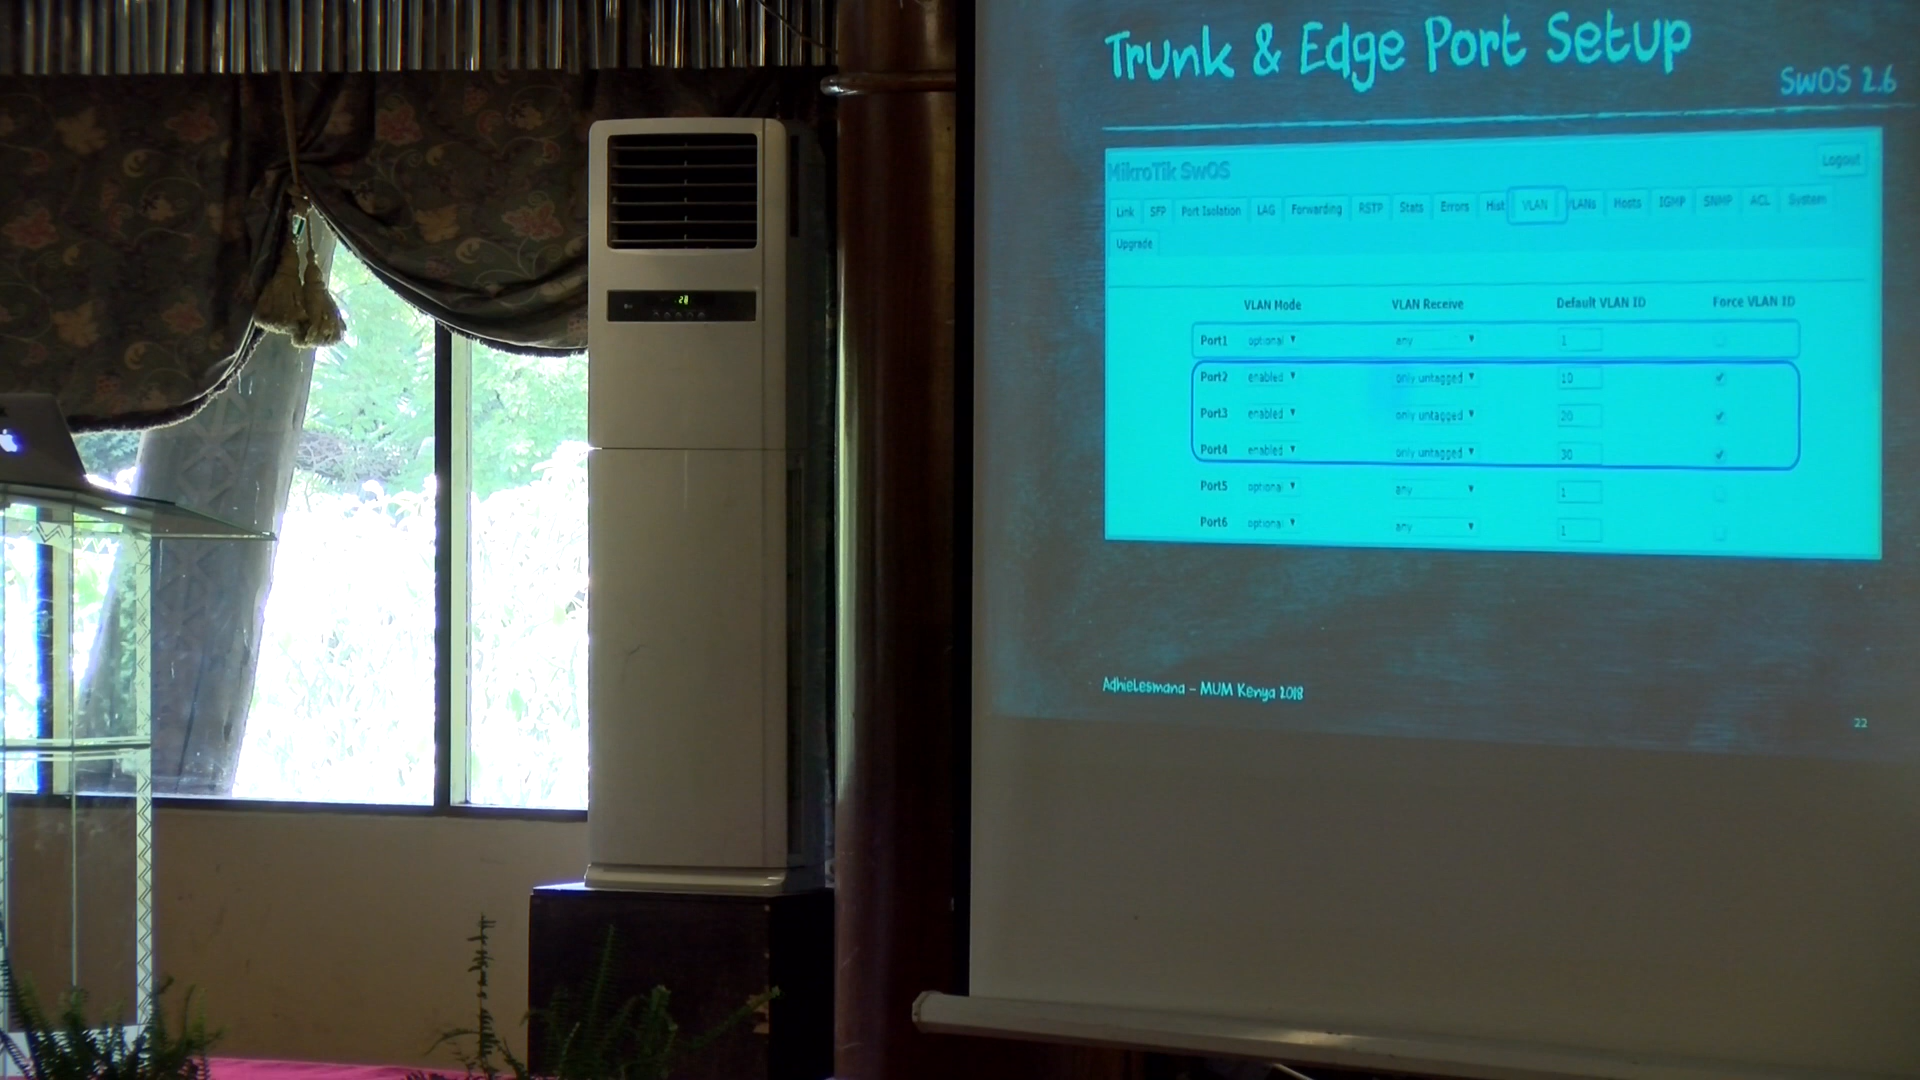 Trunk & Edge Port Setup
SwOS 2.6
MikroTik SwOS
Logout
Link SFP Port Isolation LAG Forwarding RSTP Stats Errors Hist VLAN VLANs Hosts IGMP SNMP ACL System
Upgrade
VLAN Mode VLAN Receive Default VLAN ID Force VLAN ID
Port1 optional any 1
Port2 enabled only untagged 10
Port3 enabled only untagged 20
Port4 enabled only untagged 30
Port5 optional any 1
Port6 optional any 1
AdhieLesmana - MUM Kenya 2018
22
28